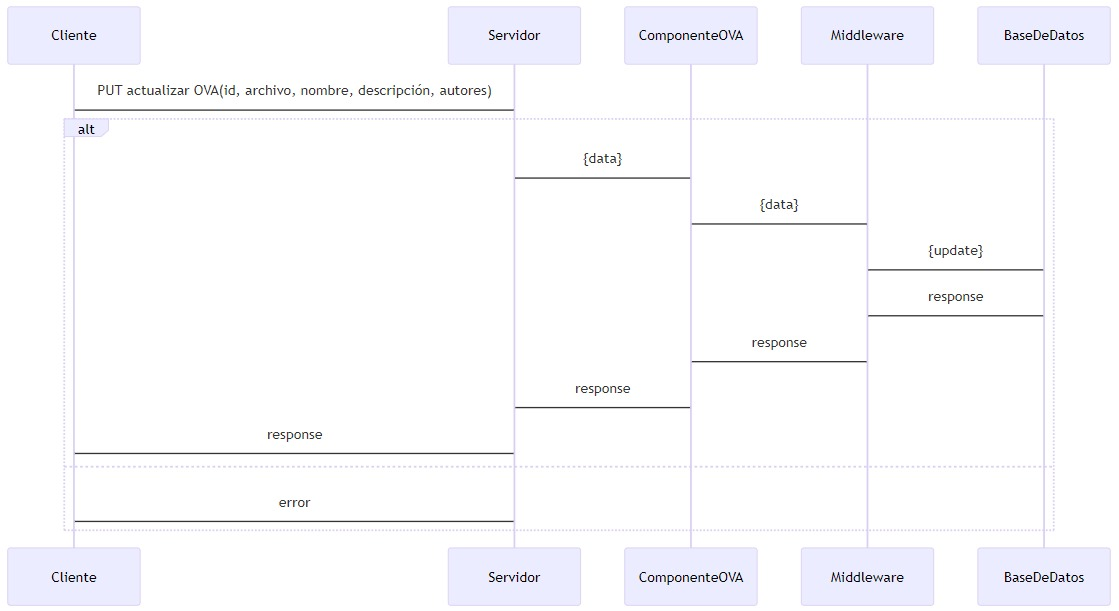 Cliente
Servidor
ComponenteOVA
Middleware
BaseDeDatos
PUT actualizar OVA(id, archivo, nombre, descripción, autores)
alt
{data}
{data}
{update}
response
response
response
response
error
Cliente
Servidor
ComponenteOVA
Middleware
BaseDeDatos